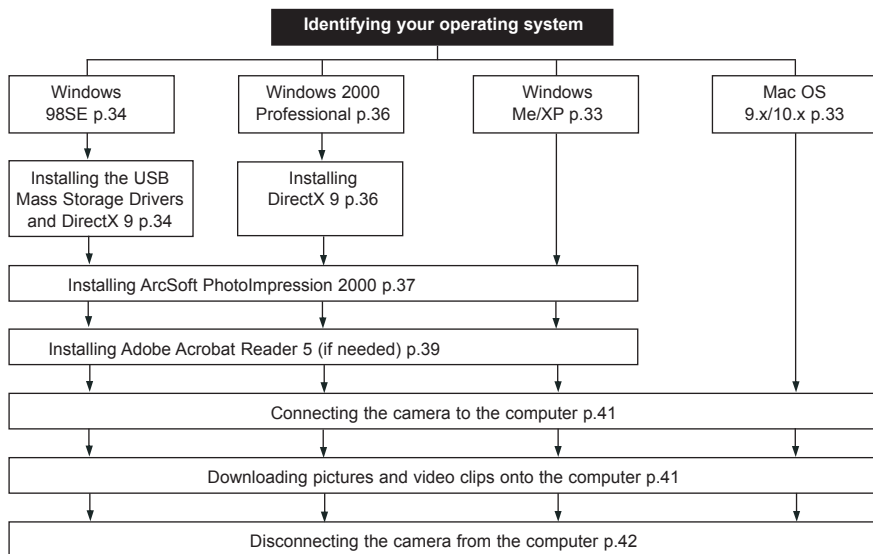 Identifying your operating system
Windows
98SE p.34
Windows 2000
Professional p.36
Windows
Me/XP p.33
Mac OS
9.x/10.x p.33
Installing the USB
Mass Storage Drivers
and DirectX 9 p.34
Installing
DirectX 9 p.36
Installing ArcSoft PhotoImpression 2000 p.37
Installing Adobe Acrobat Reader 5 (if needed) p.39
Connecting the camera to the computer p.41
Downloading pictures and video clips onto the computer p.41
Disconnecting the camera from the computer p.42